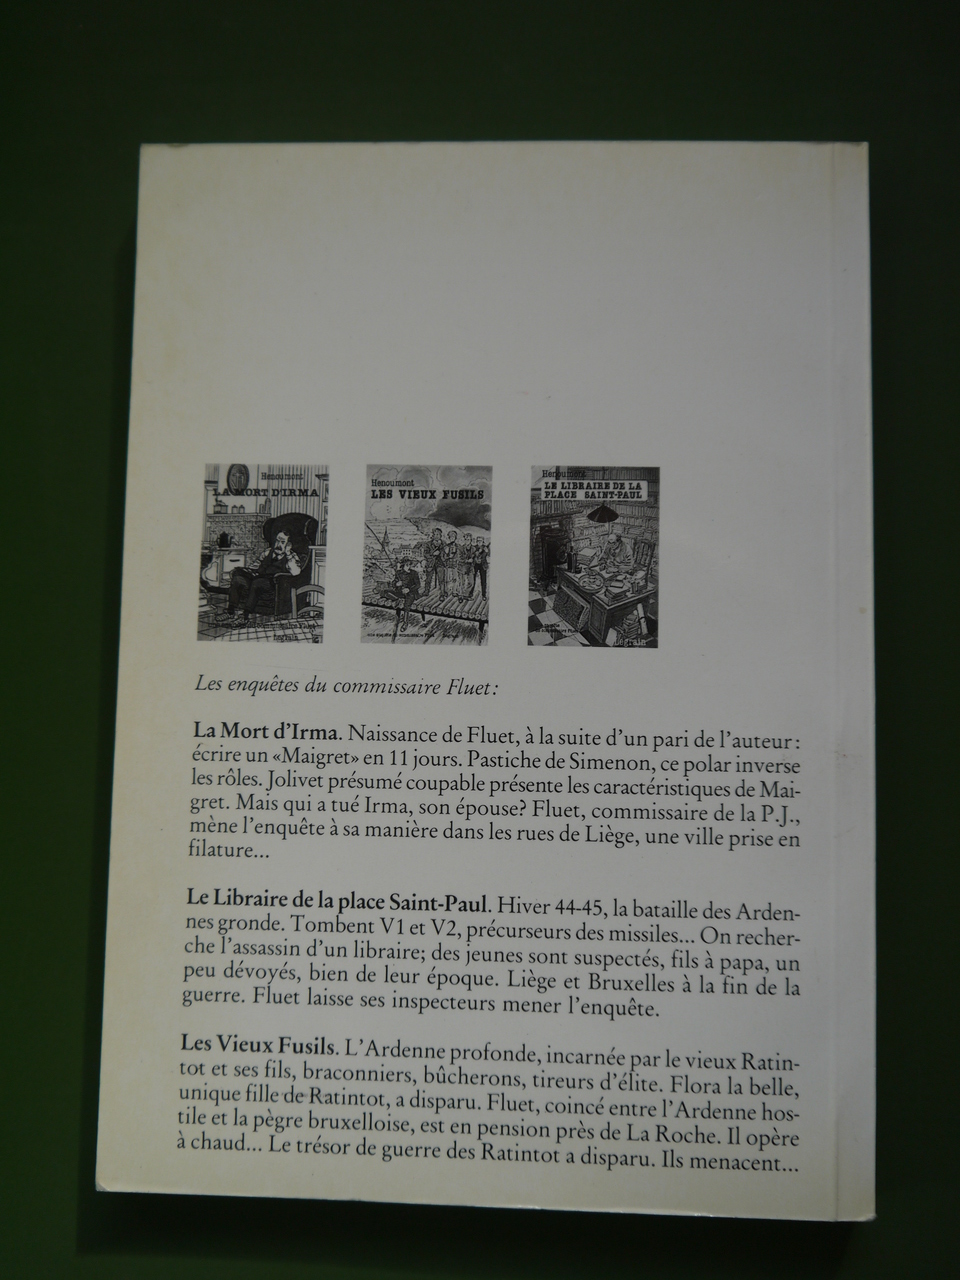 Henoumont
LA MORT D'IRMA
Henoumont
LES VIEUX FUSILS
Henoumont
LE LIBRAIRE DE LA
PLACE SAINT-PAUL
Les enquêtes du commissaire Fluet:
La Mort d'Irma. Naissance de Fluet, à la suite d'un pari de l'auteur:
écrire un «Maigret» en 11 jours. Pastiche de Simenon, ce polar inverse
les rôles. Jolivet présumé coupable présente les caractéristiques de Mai-
gret. Mais qui a tué Irma, son épouse? Fluet, commissaire de la P.J.,
mène l'enquête à sa manière dans les rues de Liège, une ville prise en
filature...
Le Libraire de la place Saint-Paul. Hiver 44-45, la bataille des Arden-
nes gronde. Tombent V1 et V2, précurseurs des missiles... On recher-
che l'assassin d'un libraire; des jeunes sont suspectés, fils à papa, un
peu dévoyés, bien de leur époque. Liège et Bruxelles à la fin de la
guerre. Fluet laisse ses inspecteurs mener l'enquête.
Les Vieux Fusils. L'Ardenne profonde, incarnée par le vieux Ratin-
tot et ses fils, braconniers, bûcherons, tireurs d'élite. Flora la belle,
unique fille de Ratintot, a disparu. Fluet, coincé entre l'Ardenne hos-
tile et la pègre bruxelloise, est en pension près de La Roche. Il opère
à chaud... Le trésor de guerre des Ratintot a disparu. Ils menacent...